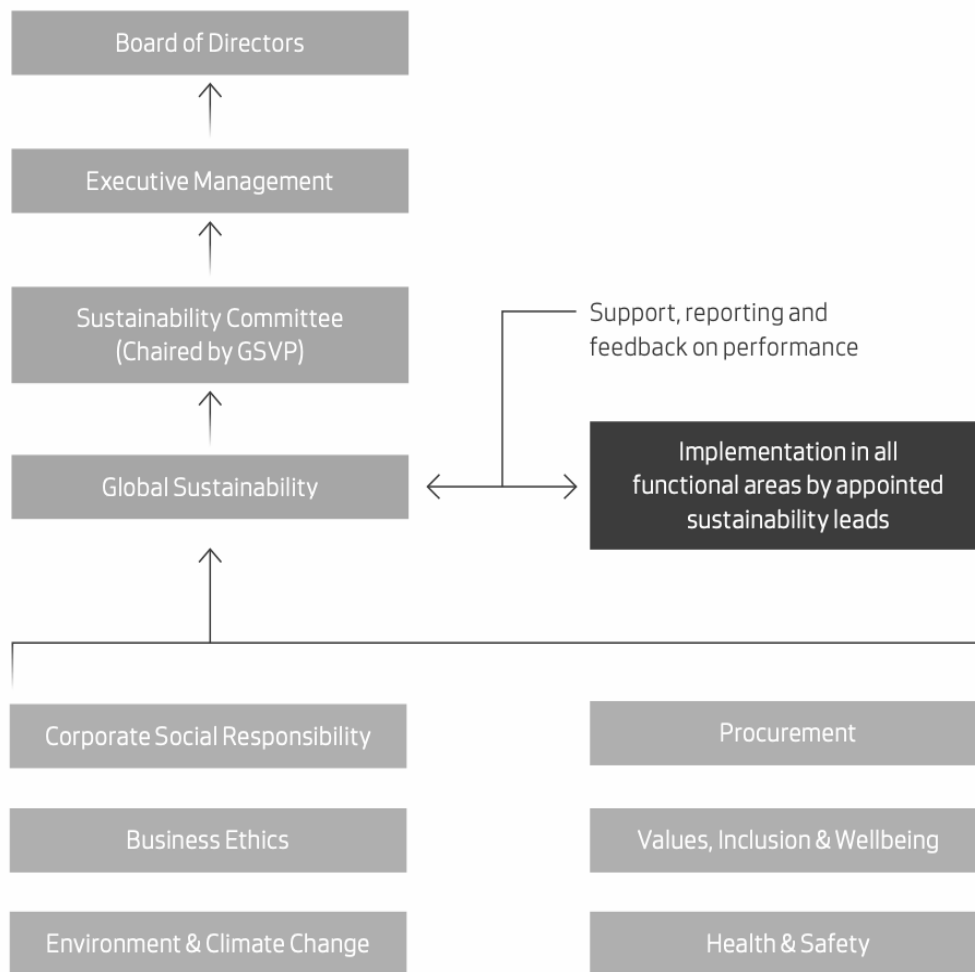 Board of Directors
Executive Management
Sustainability Committee
(Chaired by GSVP)
Support, reporting and
feedback on performance
Global Sustainability
Implementation in all
functional areas by appointed
sustainability leads
Corporate Social Responsibility
Procurement
Business Ethics
Values, Inclusion & Wellbeing
Environment & Climate Change
Health & Safety